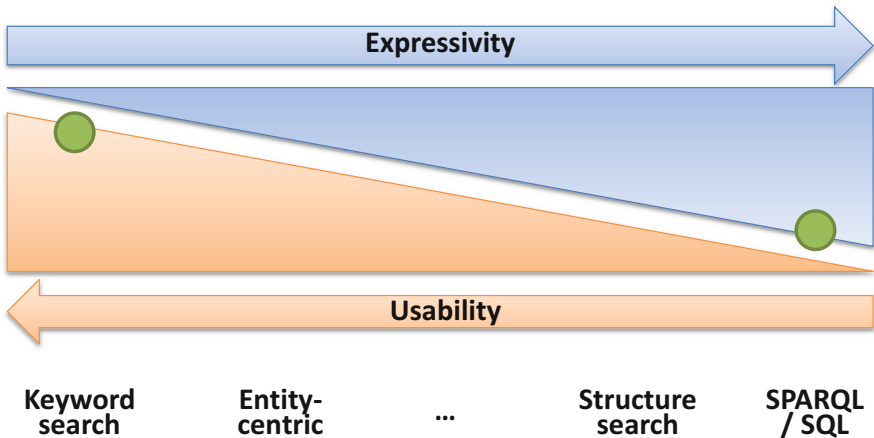 Expressivity
Usability
Keyword
search
Entity-
centric
...
Structure
search
SPARQL
/ SQL